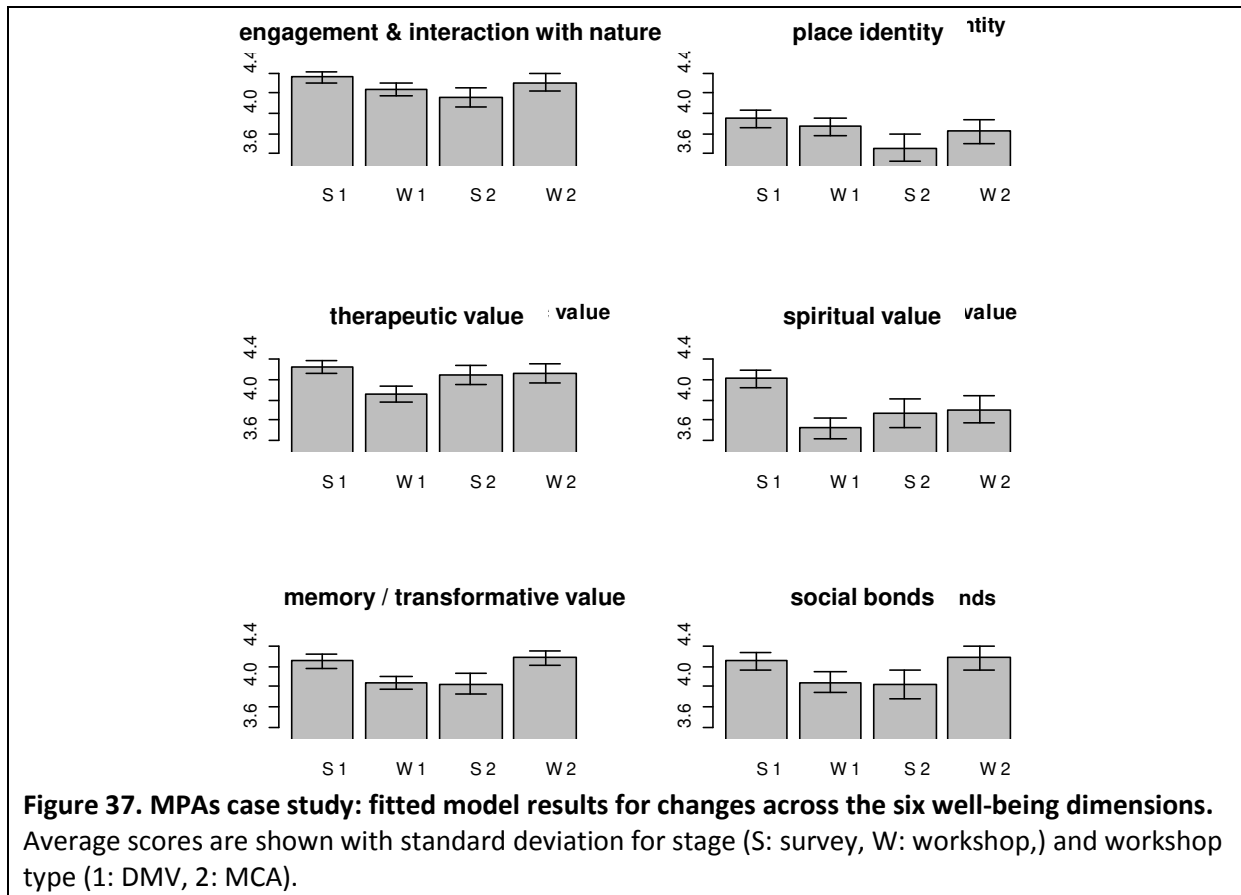 engagement & interaction with nature
place identity ntity
4.4
4.0
3.6
4.4
4.0
3.6
S 1 W 1 S 2 W 2
S 1 W 1 S 2 W 2
therapeutic value value
spiritual value value
4.4
4.0
3.6
4.4
4.0
3.6
S 1 W 1 S 2 W 2
S 1 W 1 S 2 W 2
memory / transformative value
social bonds nds
4.4
4.0
3.6
4.4
4.0
3.6
S 1 W 1 S 2 W 2
S 1 W 1 S 2 W 2
Figure 37. MPAs case study: fitted model results for changes across the six well-being dimensions.
Average scores are shown with standard deviation for stage (S: survey, W: workshop,) and workshop
type (1: DMV, 2: MCA).